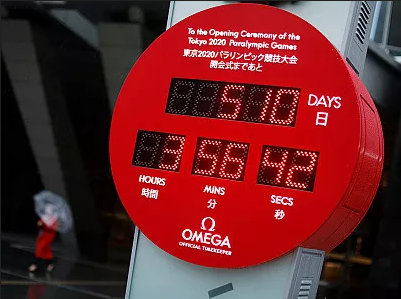 To the Opening Ceremony of the
Tokyo 2020 Paralympic Games
東京2020パラリンピック競技大会
開会式まであと
510 DAYS
日
3 56 42
HOURS MINS SECS
時間 分 秒
Ω
OMEGA
OFFICIAL TIMEKEEPER